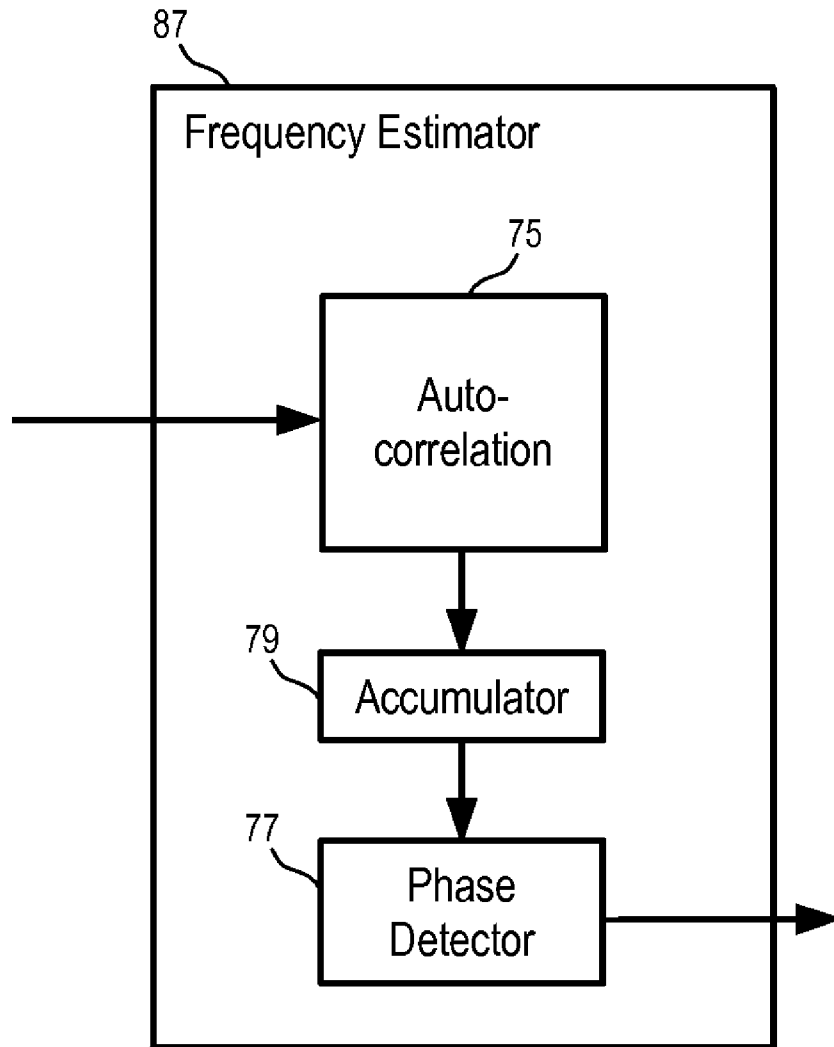 87
Frequency Estimator
75
Auto-
correlation
79
Accumulator
77
Phase
Detector